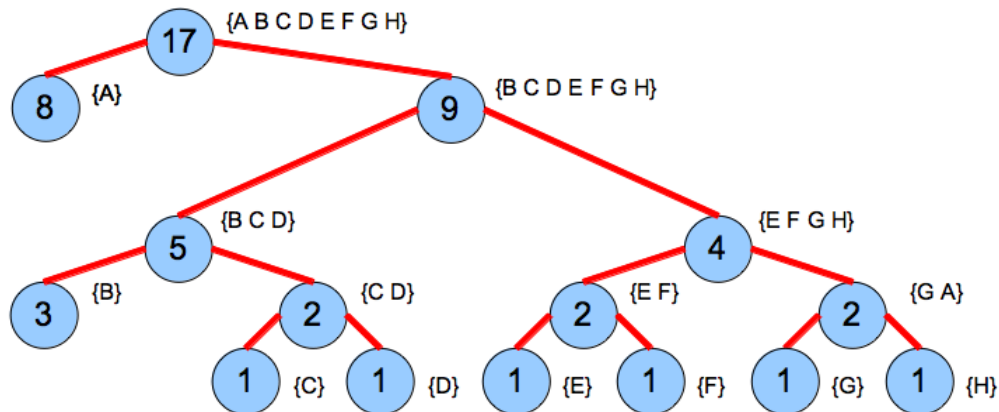 17 {A B C D E F G H}
8 {A}
9 {B C D E F G H}
5 {B C D}
4 {E F G H}
3 {B}
2 {C D}
2 {E F}
2 {G A}
1 {C}
1 {D}
1 {E}
1 {F}
1 {G}
1 {H}